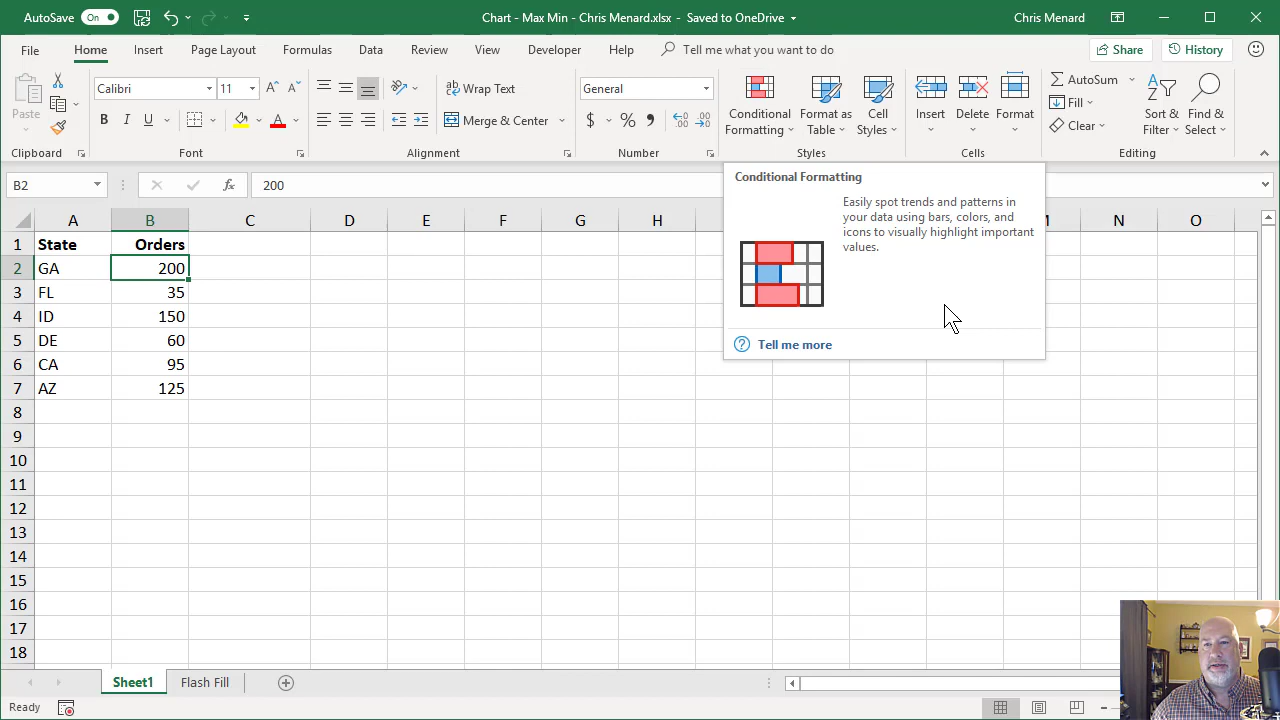 AutoSave On Chart - Max Min - Chris Menard.xlsx - Saved to OneDrive Chris Menard
File Home Insert Page Layout Formulas Data Review View Developer Help Tell me what you want to do Share History
Paste Calibri 11 Wrap Text General Conditional Formatting Format as Table Cell Styles Insert Delete Format AutoSum Fill Clear Sort & Filter Find & Select
B I U Merge & Center $ % ,
Clipboard Font Alignment Number Styles Cells Editing
B2 fx 200
Conditional Formatting
Easily spot trends and patterns in
your data using bars, colors, and
icons to visually highlight important
values.
Tell me more
A B C D E F G H M N O
1 State Orders
2 GA 200
3 FL 35
4 ID 150
5 DE 60
6 CA 95
7 AZ 125
8
9
10
11
12
13
14
15
16
17
18
Sheet1 Flash Fill
Ready